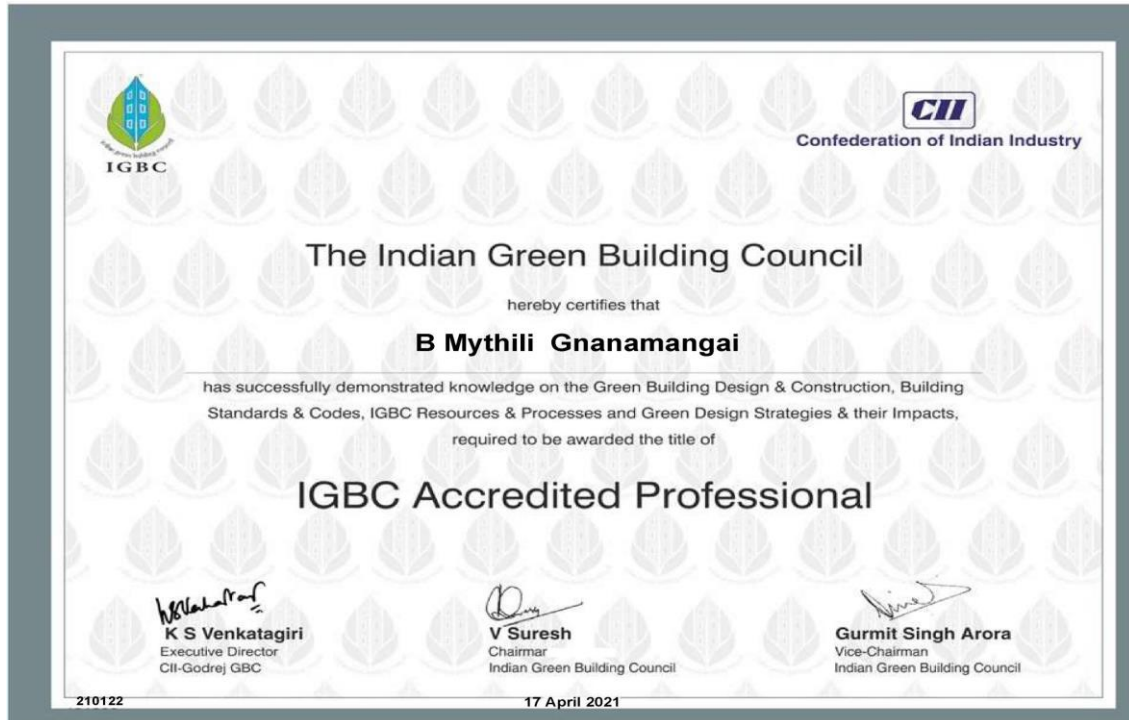 IGBC
CII
Confederation of Indian Industry
The Indian Green Building Council
hereby certifies that
B Mythili Gnanamangai
has successfully demonstrated knowledge on the Green Building Design & Construction, Building
Standards & Codes, IGBC Resources & Processes and Green Design Strategies & their Impacts,
required to be awarded the title of
IGBC Accredited Professional
K S Venkatagiri
Executive Director
CII-Godrej GBC
V Suresh
Chairmar
Indian Green Building Council
Gurmit Singh Arora
Vice-Chairman
Indian Green Building Council
210122
17 April 2021